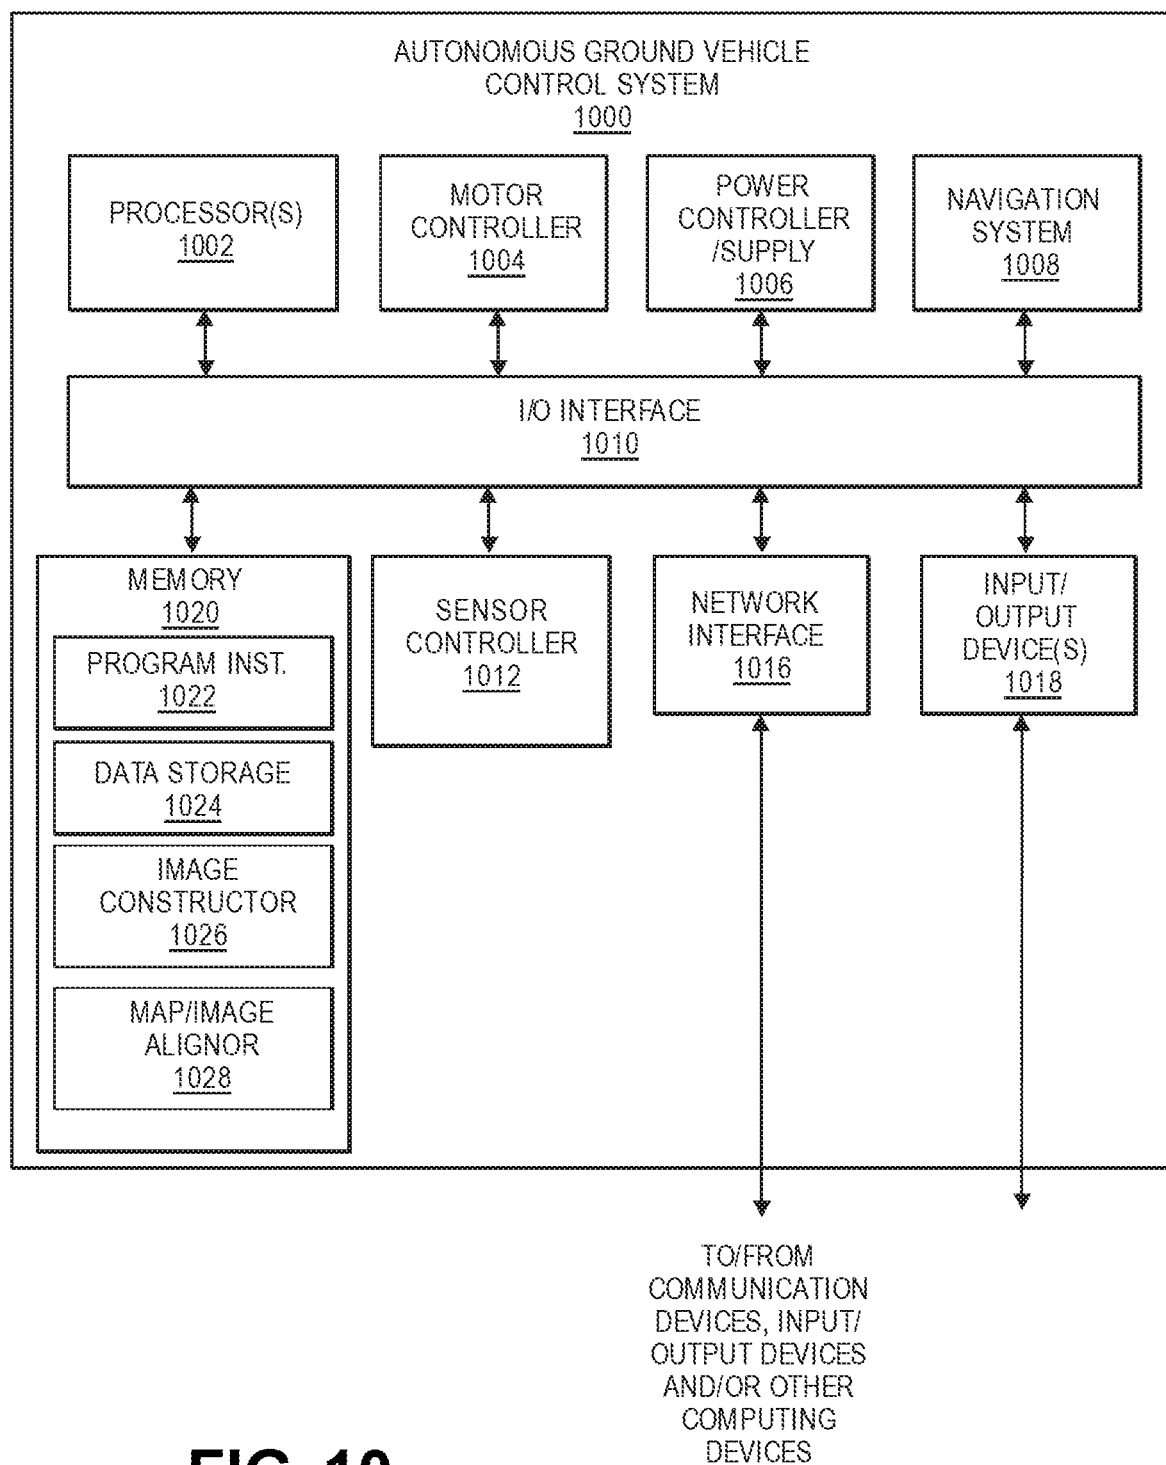 AUTONOMOUS GROUND VEHICLE
CONTROL SYSTEM
1000
PROCESSOR(S)
1002
MOTOR
CONTROLLER
1004
POWER
CONTROLLER
/SUPPLY
1006
NAVIGATION
SYSTEM
1008
I/O INTERFACE
1010
MEMORY
1020
PROGRAM INST.
1022
DATA STORAGE
1024
IMAGE
CONSTRUCTOR
1026
MAP/IMAGE
ALIGNOR
1028
SENSOR
CONTROLLER
1012
NETWORK
INTERFACE
1016
INPUT/
OUTPUT
DEVICE(S)
1018
TO/FROM
COMMUNICATION
DEVICES, INPUT/
OUTPUT DEVICES
AND/OR OTHER
COMPUTING
DEVICES
FIG. 10